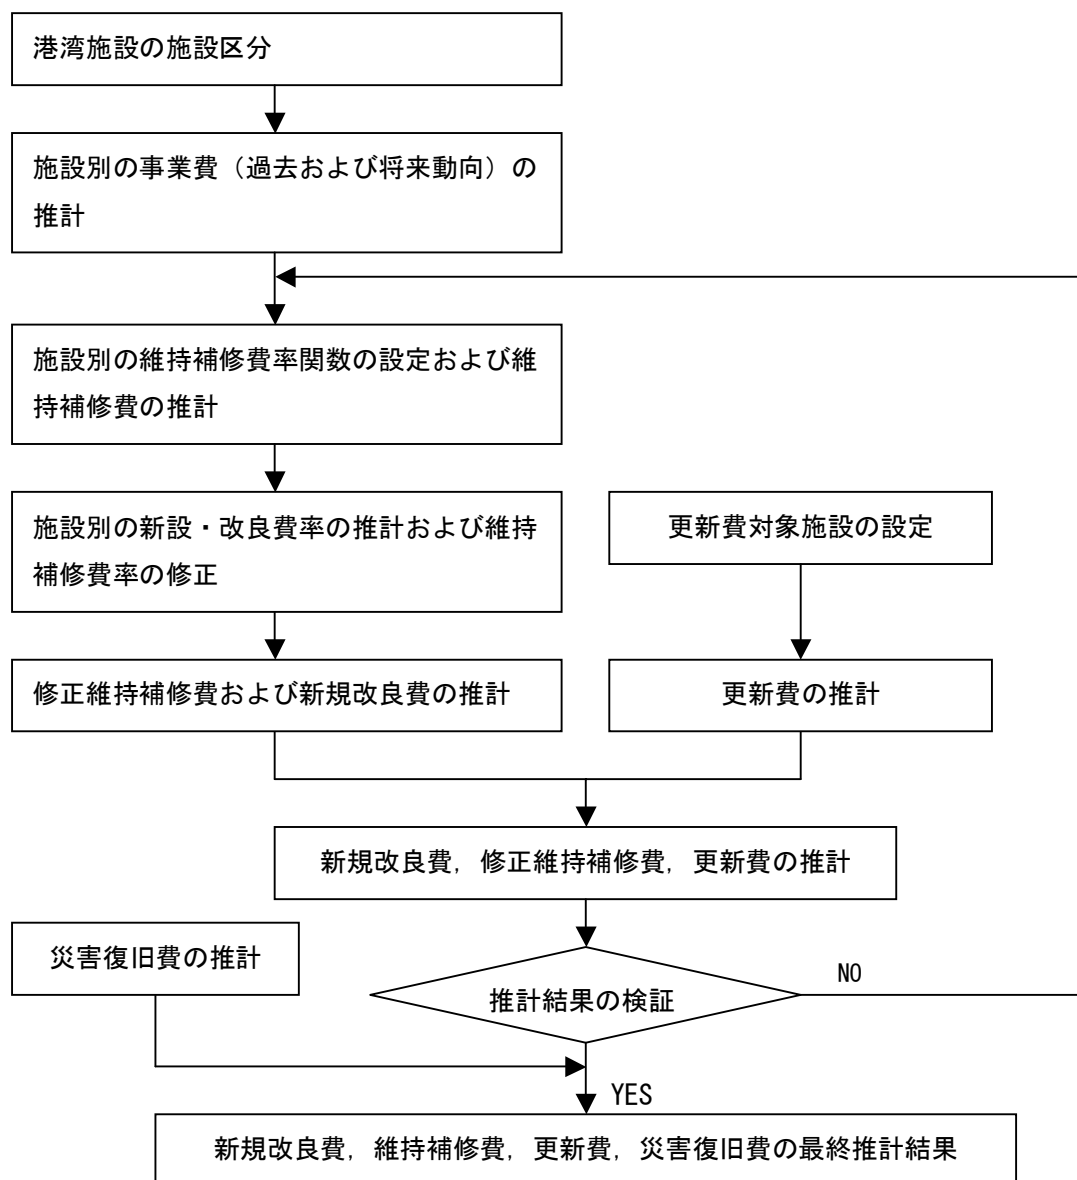 港湾施設の施設区分
施設別の事業費（過去および将来動向）の
推計
施設別の維持補修費率関数の設定および維
持補修費の推計
施設別の新設・改良費率の推計および維持
補修費率の修正
更新費対象施設の設定
修正維持補修費および新規改良費の推計
更新費の推計
新規改良費，修正維持補修費，更新費の推計
災害復旧費の推計
推計結果の検証
NO
YES
新規改良費，維持補修費，更新費，災害復旧費の最終推計結果